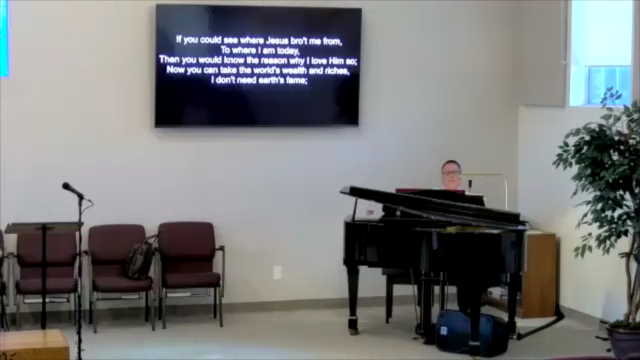 If you could see where Jesus bro't me from,
To where I am today,
Then you would know the reason why I love Him so;
Now you can take the world's wealth and riches,
I don't need earth's fame;